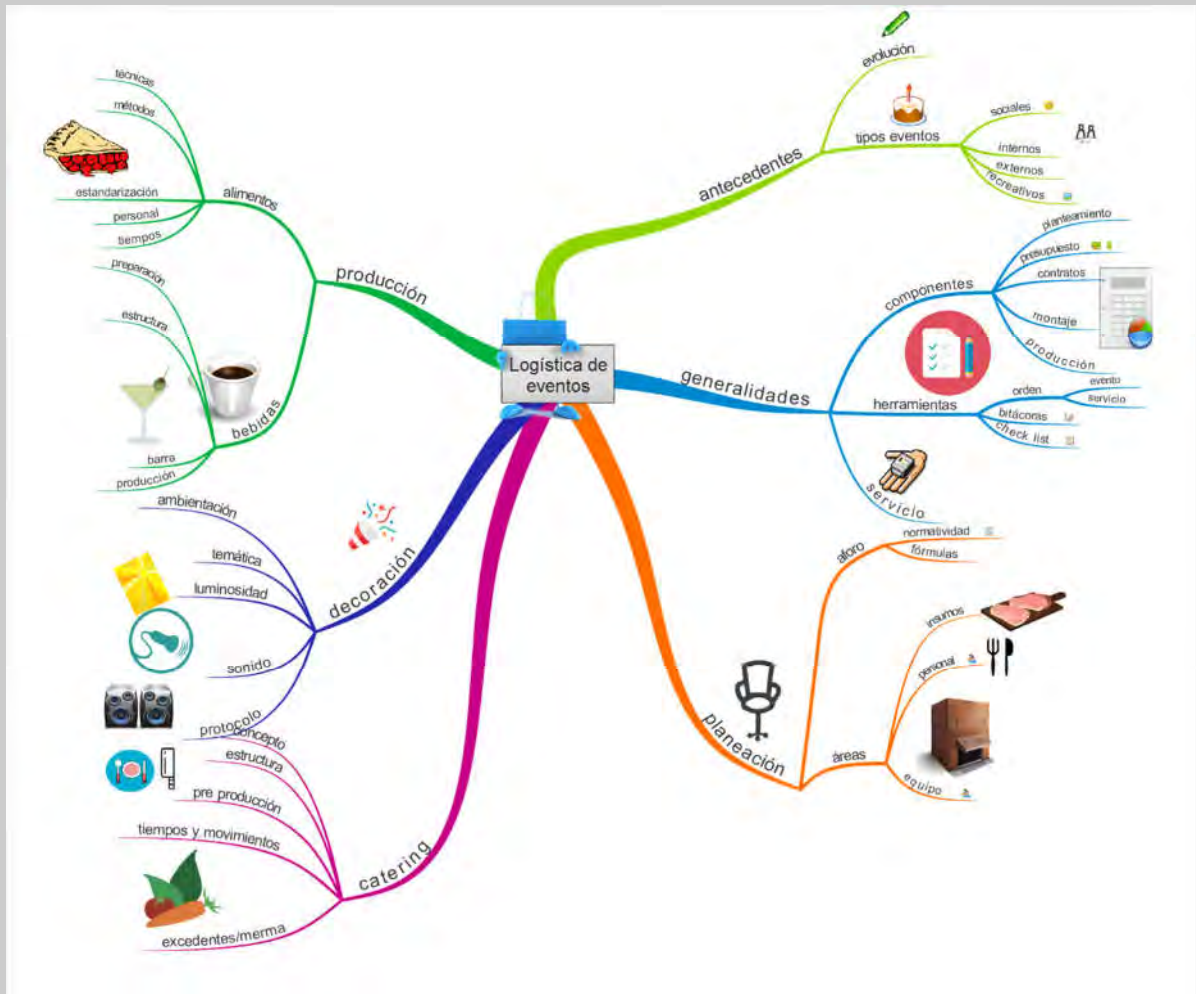 Logística de
eventos
antecedentes
evolución
tipos eventos
sociales
internos
externos
recreativos
generalidades
componentes
planteamiento
presupuesto
contratos
montaje
producción
herramientas
orden
evento
servicio
bitácoras
check list
servicio
planeación
aforo
normatividad
fórmulas
áreas
insumos
personal
equipo
catering
concepto
estructura
pre producción
tiempos y movimientos
excedentes/merma
decoración
ambientación
temática
luminosidad
sonido
protocolo
producción
alimentos
técnicas
métodos
estandarización
personal
tiempos
bebidas
preparación
estructura
barra
producción